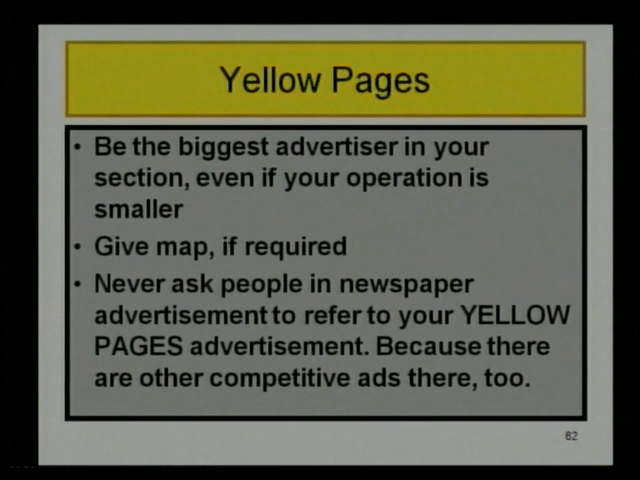 Yellow Pages
• Be the biggest advertiser in your
section, even if your operation is
smaller
• Give map, if required
• Never ask people in newspaper
advertisement to refer to your YELLOW
PAGES advertisement. Because there
are other competitive ads there, too.
62